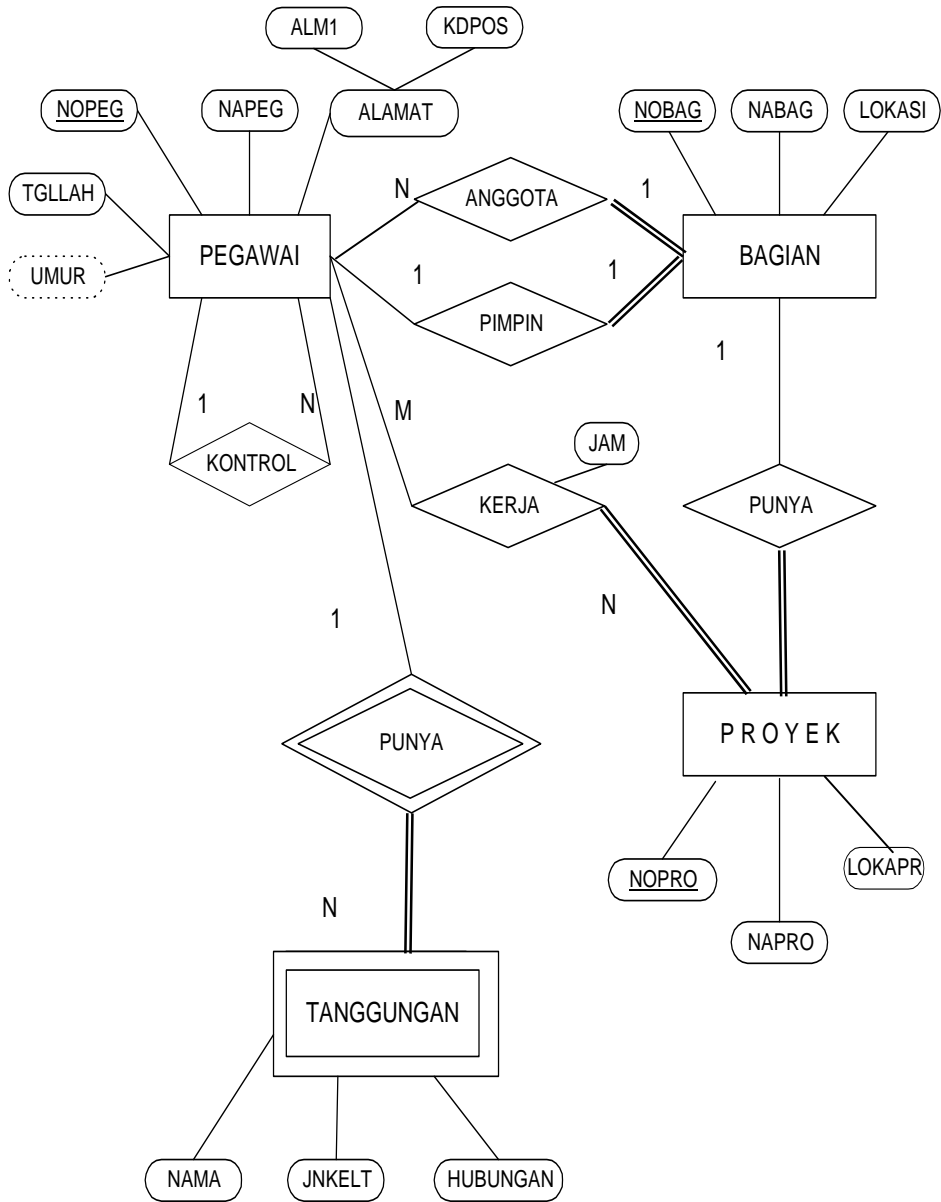 ALM1
KDPOS
NOPEG
NAPEG
ALAMAT
NOBAG
NABAG
LOKASI
TGLLAH
N
ANGGOTA
1
PEGAWAI
BAGIAN
UMUR
1
1
PIMPIN
1
1
N
M
JAM
KONTROL
KERJA
PUNYA
N
1
PUNYA
P R O Y E K
NOPRO
LOKAPR
N
NAPRO
TANGGUNGAN
NAMA
JNKELT
HUBUNGAN